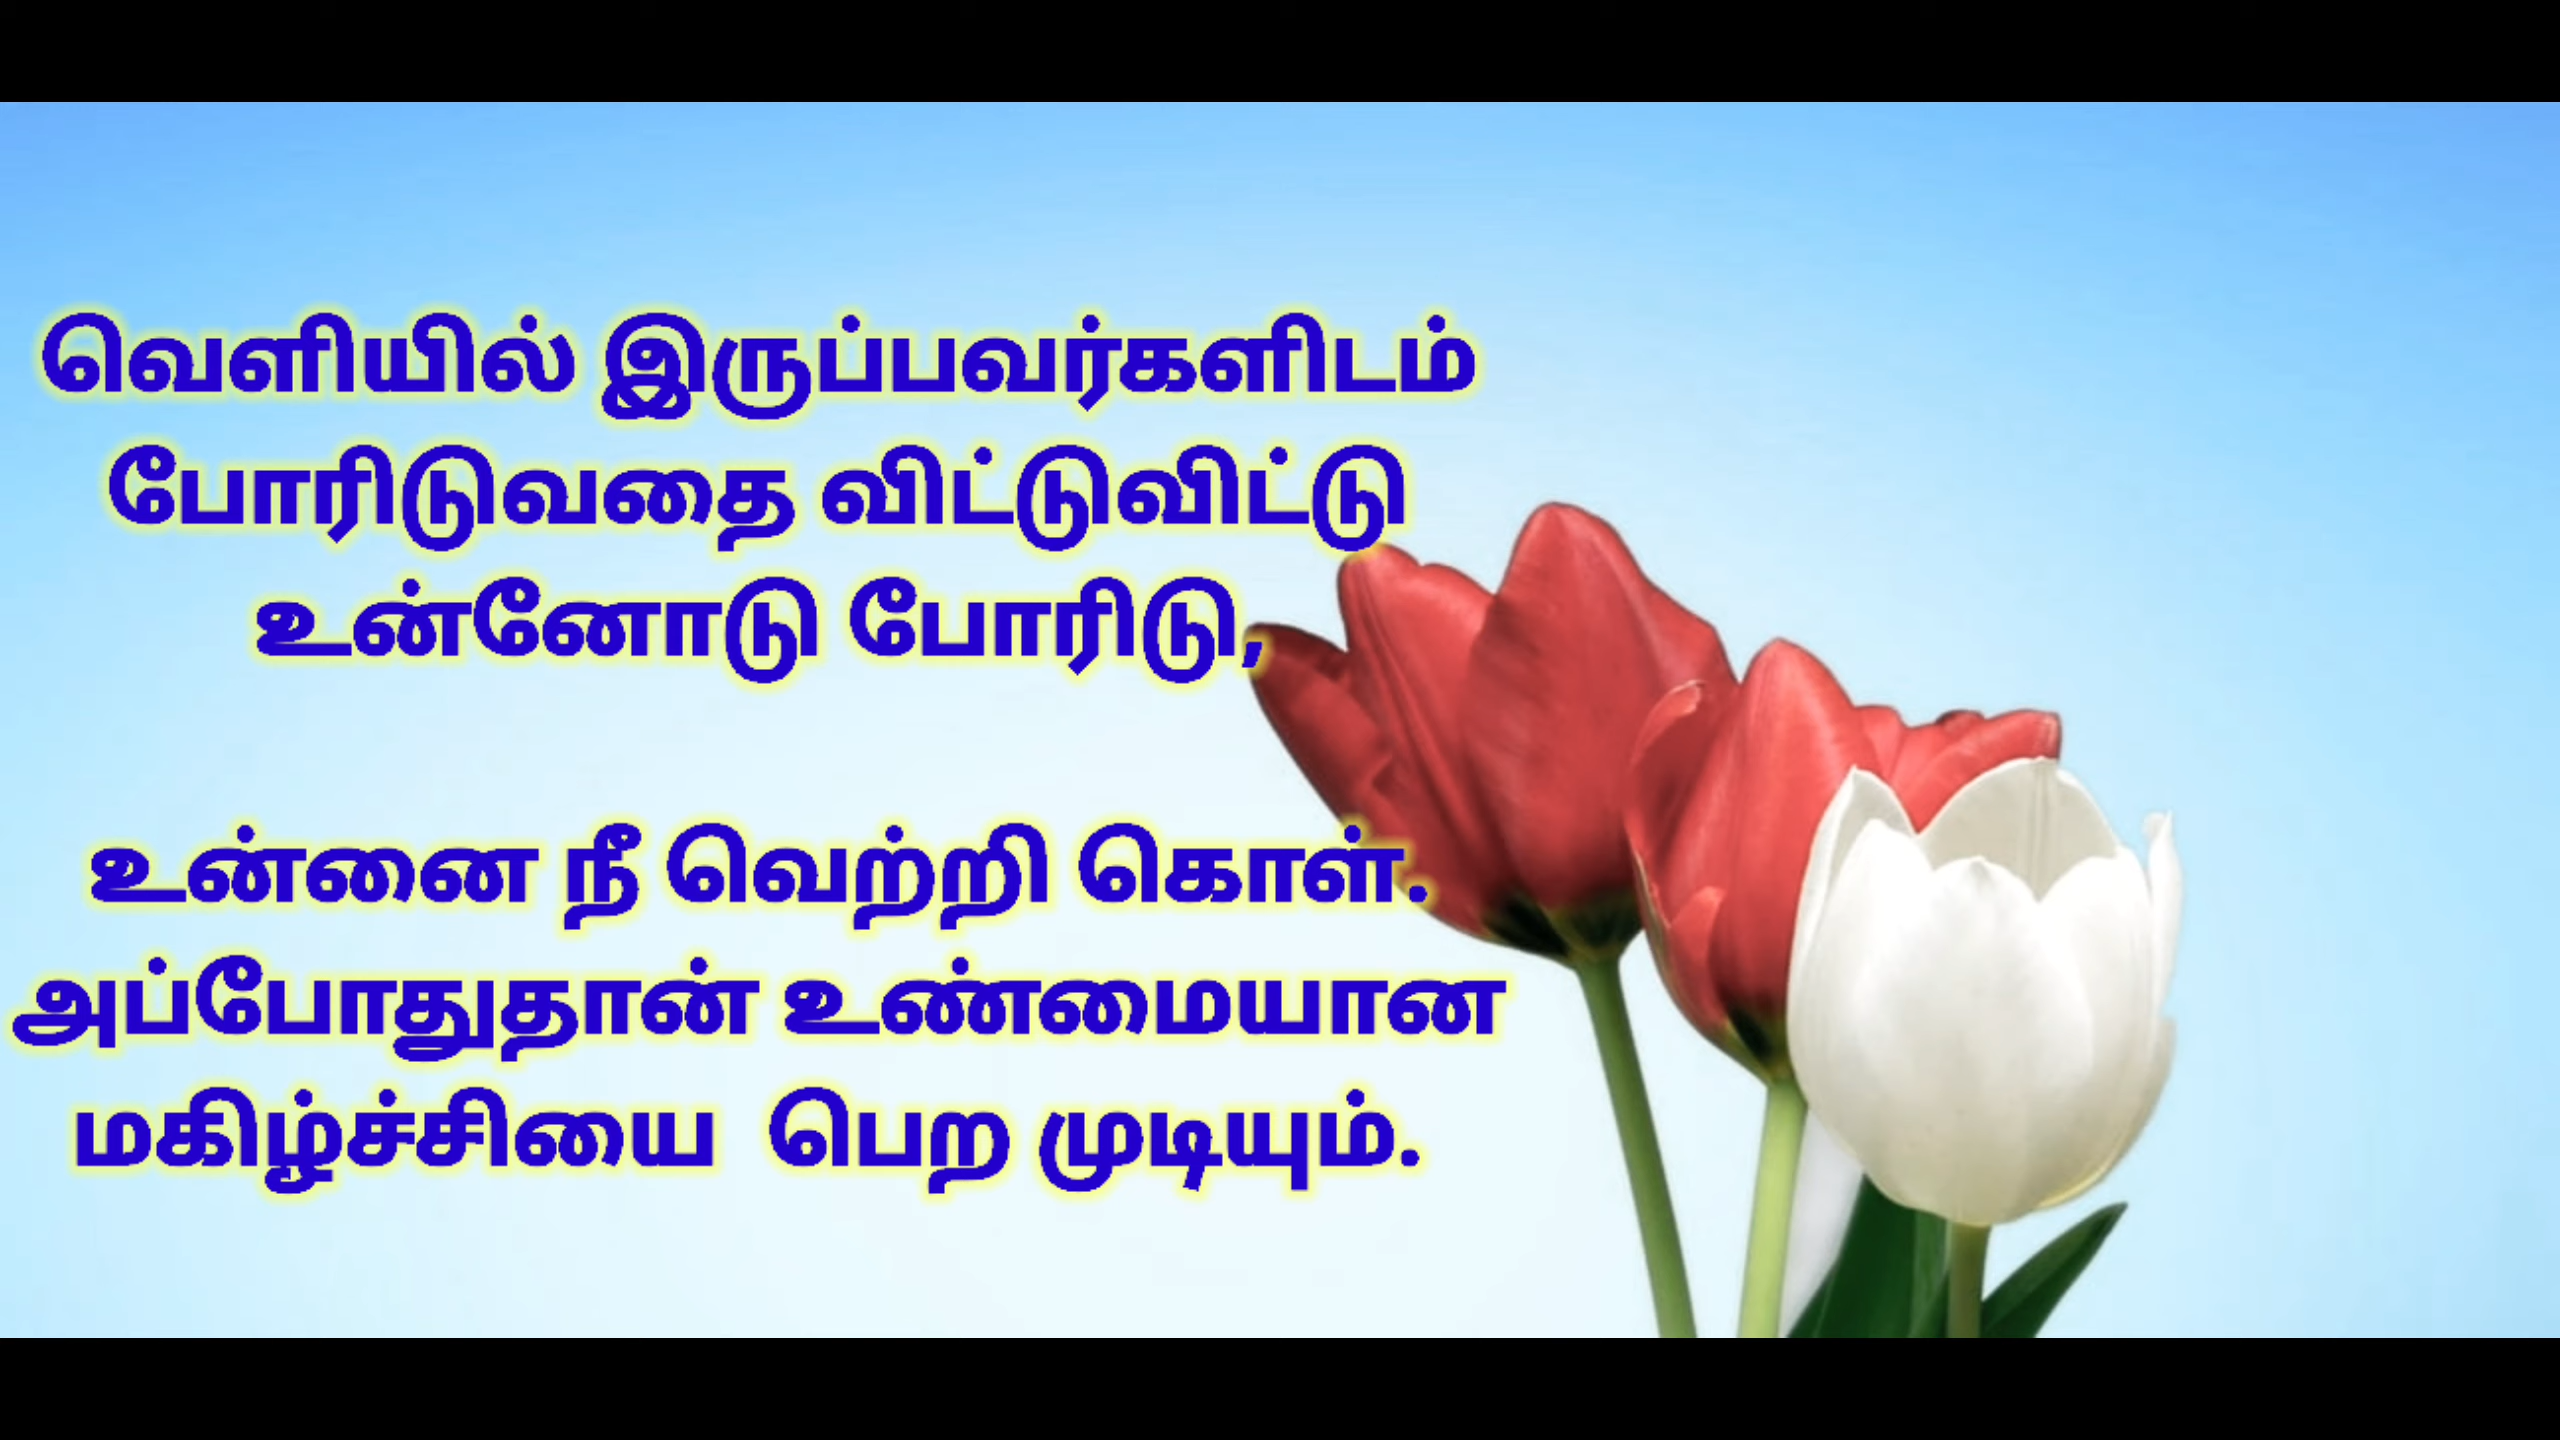 வெளியில் இருப்பவர்களிடம்
போரிடுவதை விட்டுவிட்டு
உன்னோடு போரிடு,
உன்னை நீ வெற்றி கொள்.
அப்போதுதான் உண்மையான
மகிழ்ச்சியை பெற முடியும்.